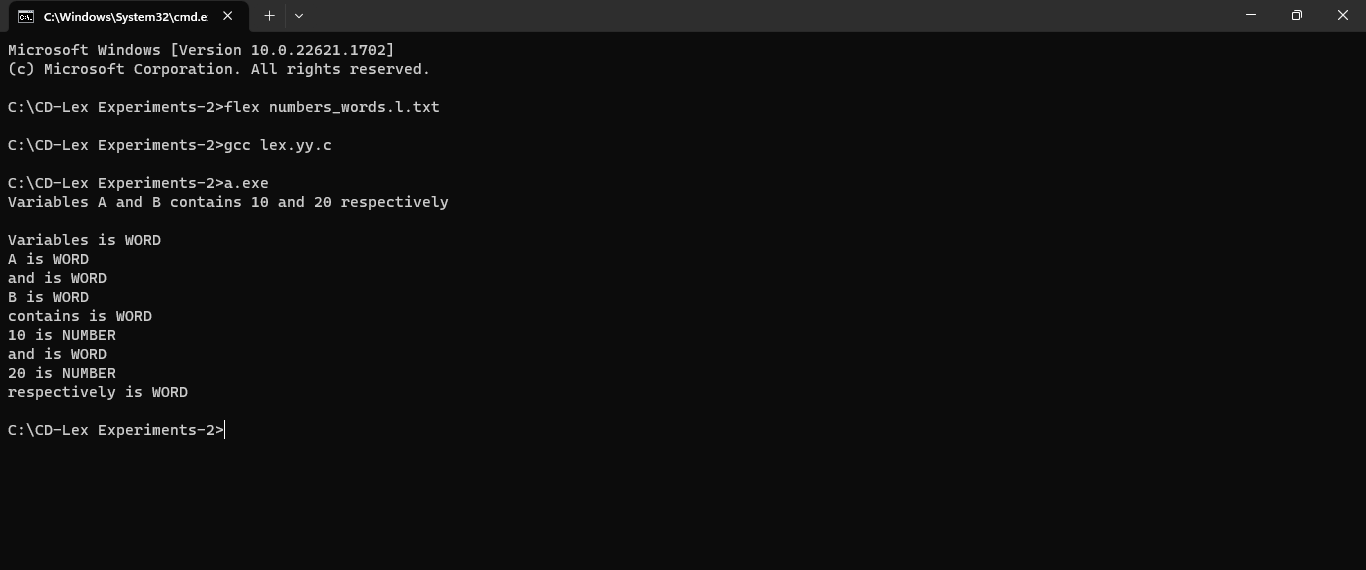 C:\Windows\System32\cmd.e
Microsoft Windows [Version 10.0.22621.1702]
(c) Microsoft Corporation. All rights reserved.
C:\CD-Lex Experiments-2>flex numbers_words.l.txt
C:\CD-Lex Experiments-2>gcc lex.yy.c
C:\CD-Lex Experiments-2>a.exe
Variables A and B contains 10 and 20 respectively
Variables is WORD
A is WORD
and is WORD
B is WORD
contains is WORD
10 is NUMBER
and is WORD
20 is NUMBER
respectively is WORD
C:\CD-Lex Experiments-2>